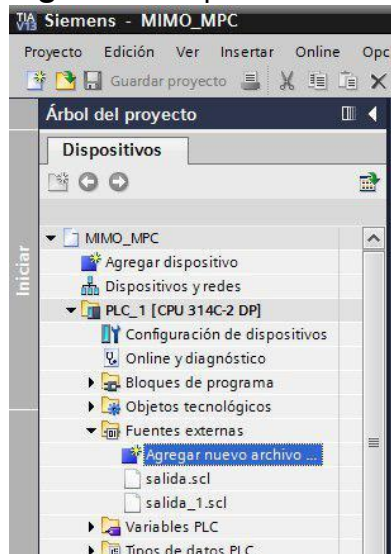 TIA V13 Siemens - MIMO_MPC
Proyecto Edición Ver Insertar Online Opc
Guardar proyecto
Árbol del proyecto
Dispositivos
Iniciar
MIMO_MPC
Agregar dispositivo
Dispositivos y redes
PLC_1 [CPU 314C-2 DP]
Configuración de dispositivos
Online y diagnóstico
Bloques de programa
Objetos tecnológicos
Fuentes externas
Agregar nuevo archivo ...
salida.scl
salida_1.scl
Variables PLC
Tipos de datos PLC